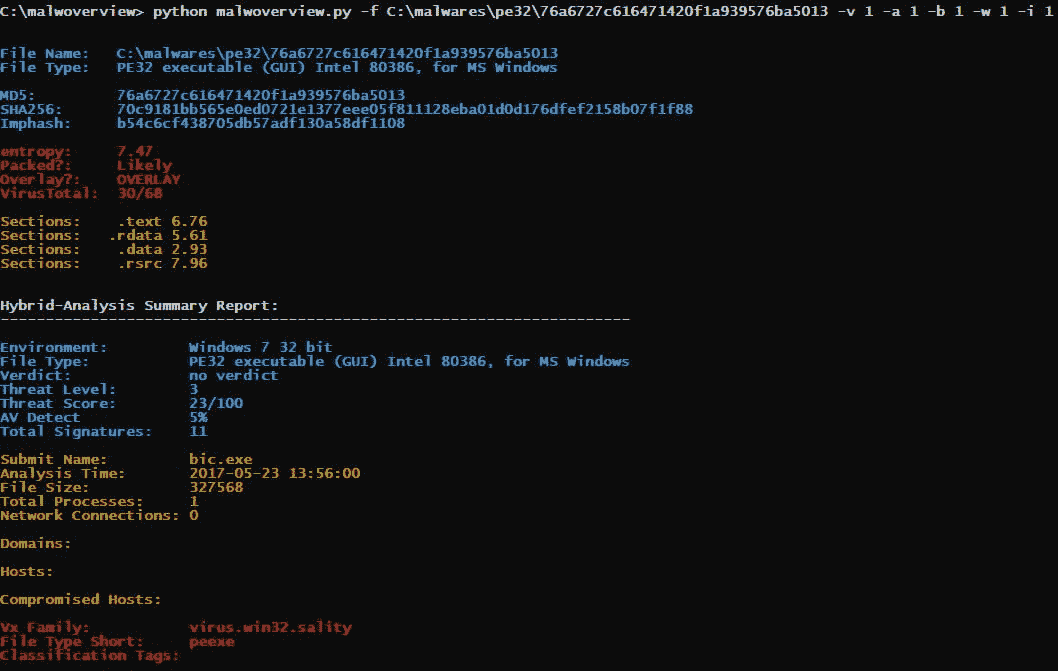 C:\malwoverview> python malwoverview.py -f C:\malwares\pe32\76a6727c616471420f1a939576ba5013 -v 1 -a 1 -b 1 -w 1 -i 1
File Name:   C:\malwares\pe32\76a6727c616471420f1a939576ba5013
File Type:   PE32 executable (GUI) Intel 80386, for MS Windows
MD5:         76a6727c616471420f1a939576ba5013
SHA256:      70c9181bb565e0ed0721e1377eee05f811128eba01d0d176dfef2158b07f1f88
Imphash:     b54c6cf438705db57adf130a58df1108
entropy:     7.47
Packed?:     Likely
Overlay?:    OVERLAY
VirusTotal:  30/68
Sections:    .text 6.76
Sections:   .rdata 5.61
Sections:    .data 2.93
Sections:    .rsrc 7.96
Hybrid-Analysis Summary Report:
----------------------------------------------------------------------
Environment:         Windows 7 32 bit
File Type:           PE32 executable (GUI) Intel 80386, for MS Windows
Verdict:             no verdict
Threat Level:        3
Threat Score:        23/100
AV Detect            5%
Total Signatures:    11
Submit Name:         bic.exe
Analysis Time:       2017-05-23 13:56:00
File Size:           327568
Total Processes:     1
Network Connections: 0
Domains:
Hosts:
Compromised Hosts:
Vx Family:           virus.win32.sality
File Type Short:     peexe
Classification Tags: